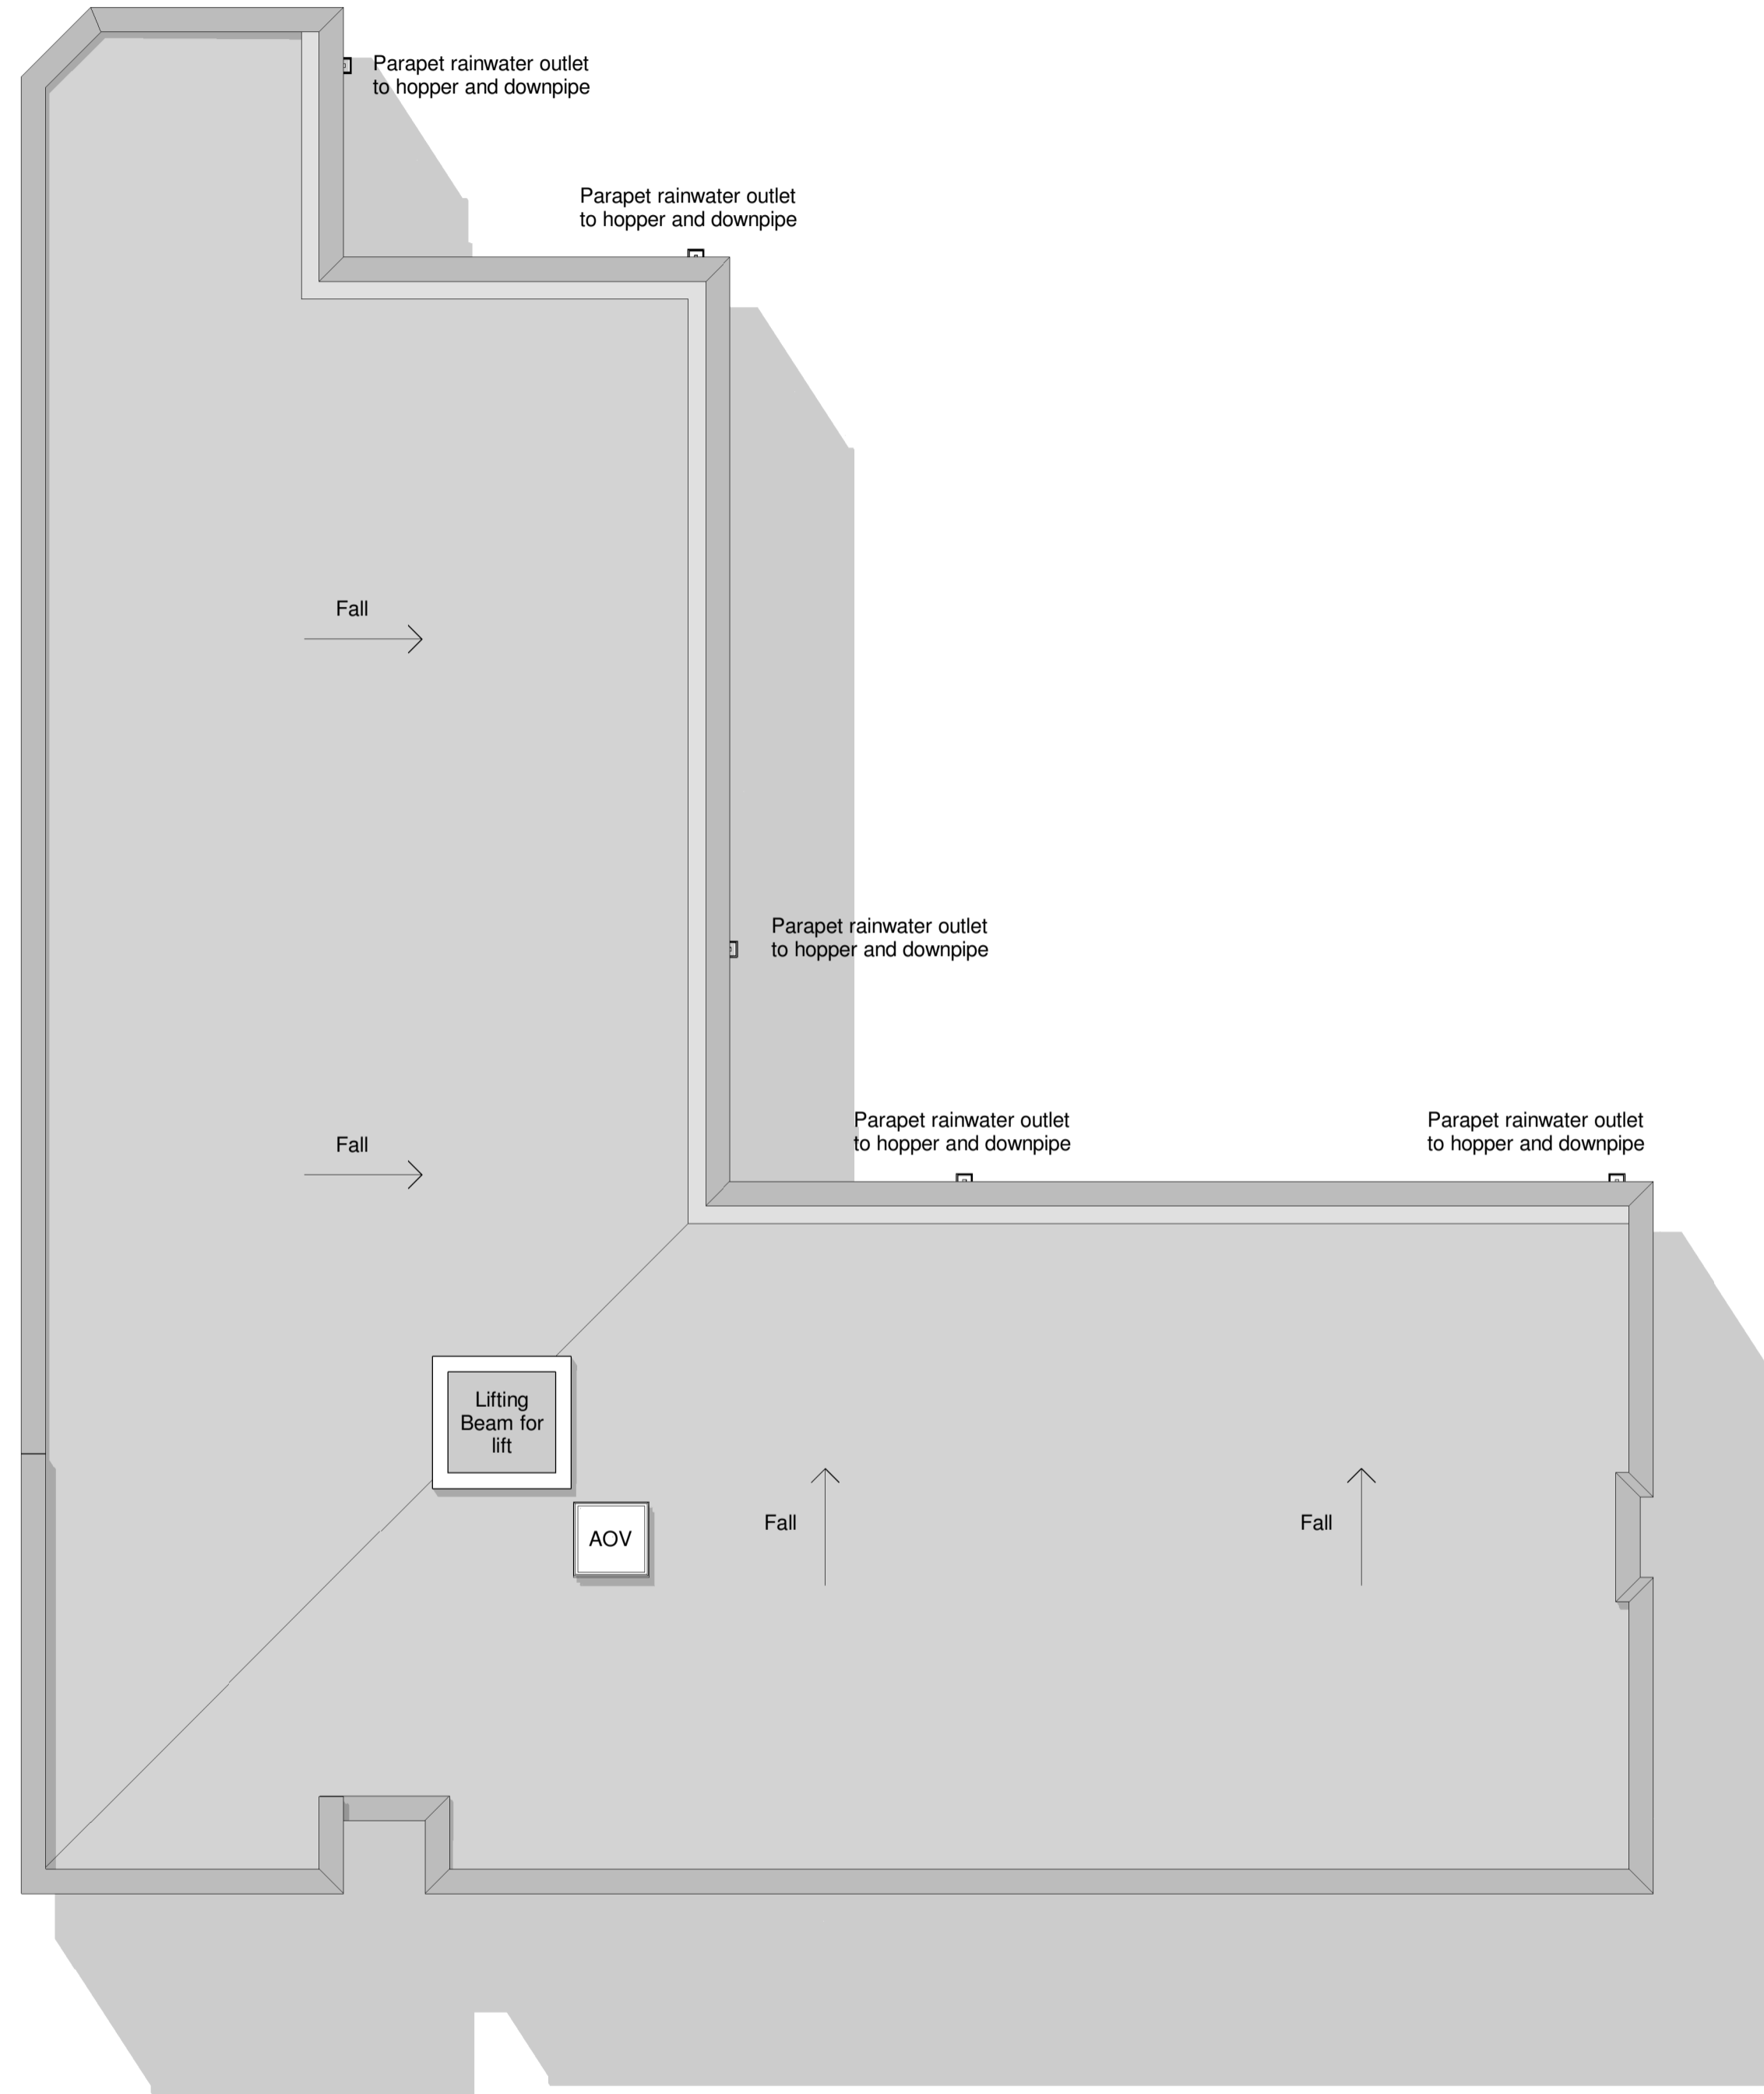 Parapet rainwater outlet
to hopper and downpipe
Parapet rainwater outlet
to hopper and downpipe
Fall
Parapet rainwater outlet
to hopper and downpipe
Parapet rainwater outlet
to hopper and downpipe
Parapet rainwater outlet
to hopper and downpipe
Fall
Lifting
Beam for
lift
AOV
Fall
Fall